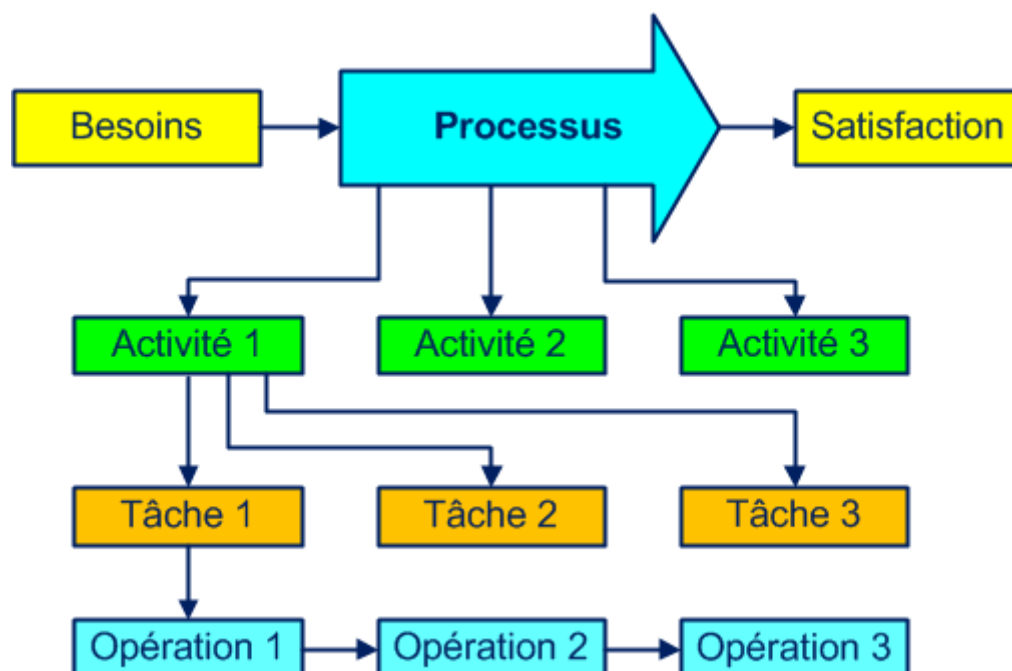 Besoins
Processus
Satisfaction
Activité 1
Activité 2
Activité 3
Tâche 1
Tâche 2
Tâche 3
Opération 1
Opération 2
Opération 3